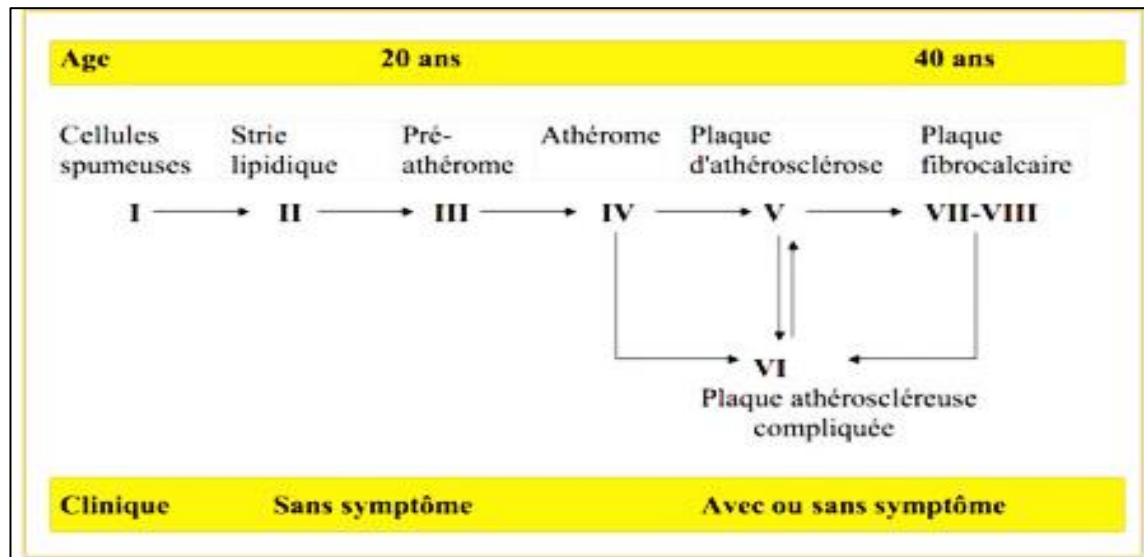 Age 20 ans 40 ans
Cellules spumeuses
Strie lipidique
Pré-athérome
Athérome
Plaque d'athérosclérose
Plaque fibrocalcaire
I II III IV V VII-VIII
VI
Plaque athéroscléreuse
compliquée
Clinique Sans symptôme Avec ou sans symptôme